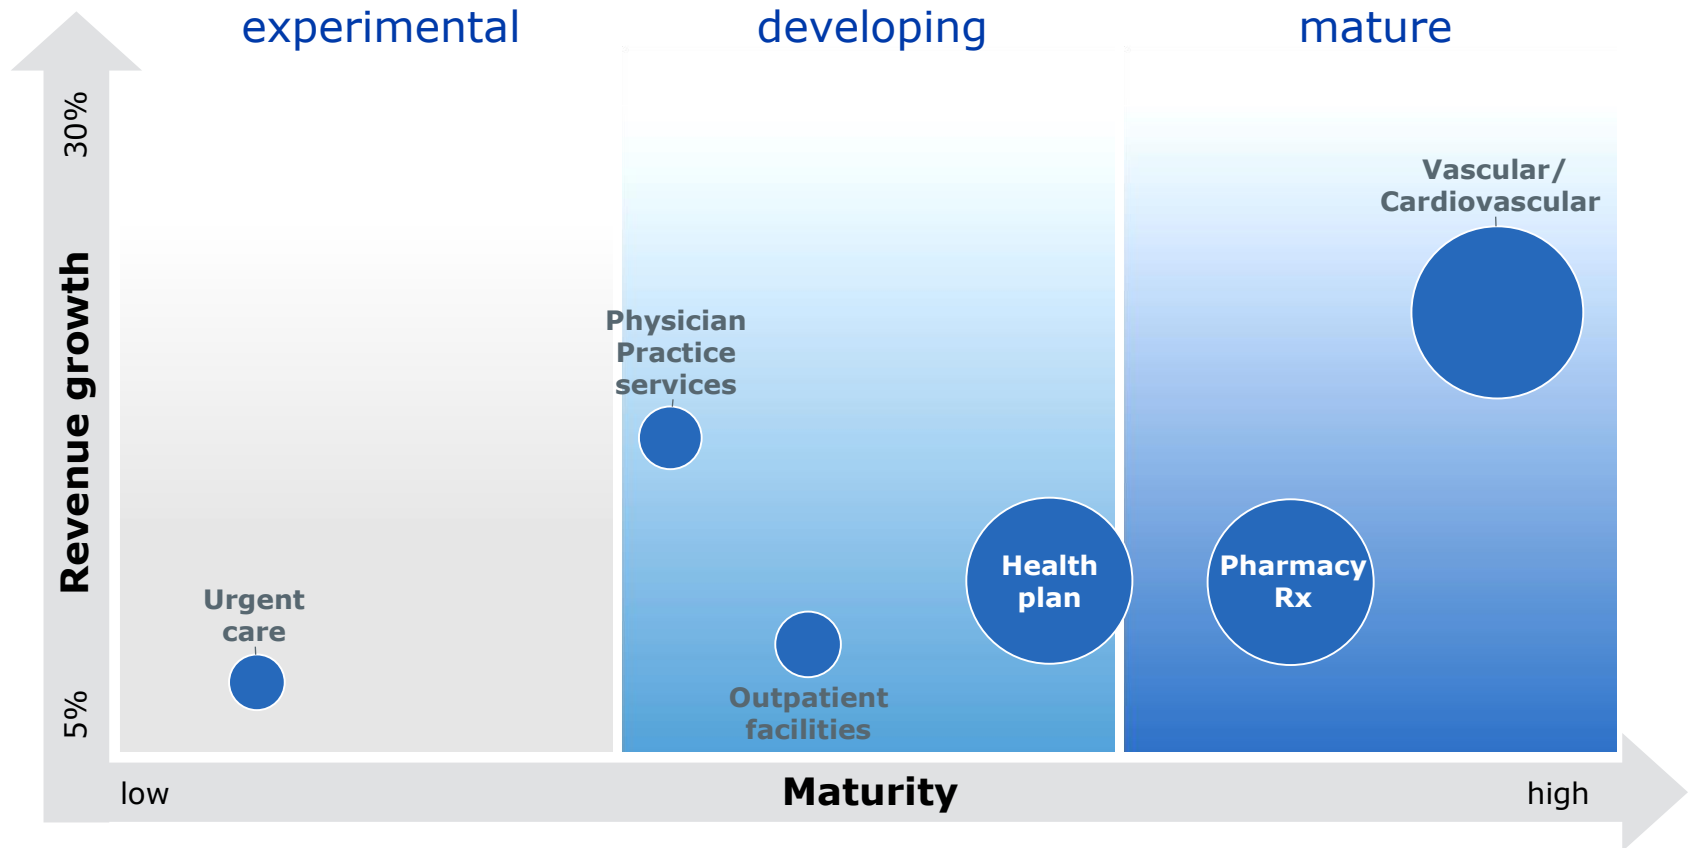 experimental
developing
mature
30%
Revenue growth
5%
Vascular/
Cardiovascular
Physician
Practice
services
Health
plan
Pharmacy
Rx
Urgent
care
Outpatient
facilities
low
Maturity
high